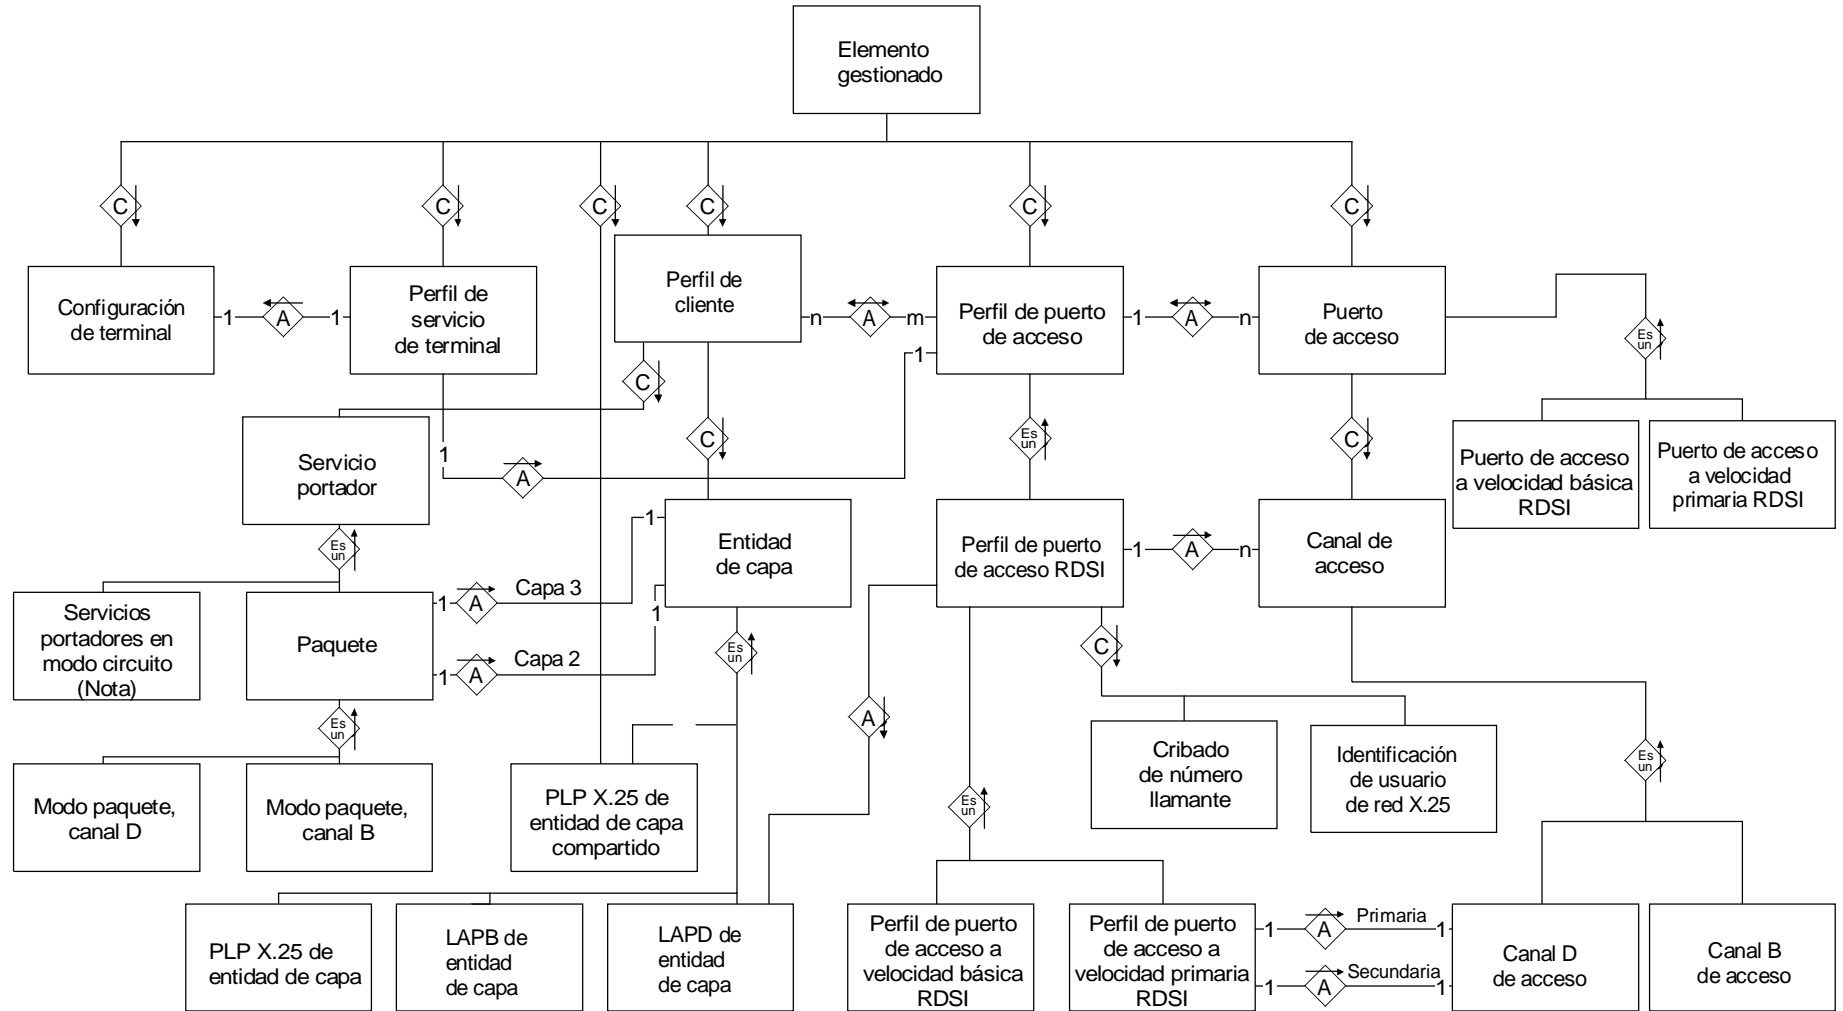 Elemento
gestionado
C
C
C
C
C
C
Configuración
de terminal
1
A
1
Perfil de
servicio
de terminal
Perfil de
cliente
n
A
m
Perfil de puerto
de acceso
1
A
n
Puerto
de acceso
Es
un
1
C
C
Es
un
C
Servicio
portador
1
A
Puerto de acceso
a velocidad básica
RDSI
Puerto de acceso
a velocidad
primaria RDSI
Es
un
1
Entidad
de capa
Perfil de puerto
de acceso RDSI
1
A
n
Canal de
acceso
Servicios
portadores en
modo circuito
(Nota)
Paquete
1
A
Capa 3
1
1
A
Capa 2
Es
un
C
Es
un
A
Cribado
de número
llamante
Identificación
de usuario
de red X.25
Es
un
Modo paquete,
canal D
Modo paquete,
canal B
PLP X.25 de
entidad de capa
compartido
Es
un
PLP X.25 de
entidad de capa
LAPB de
entidad
de capa
LAPD de
entidad
de capa
Perfil de puerto
de acceso a
velocidad básica
RDSI
Perfil de puerto
de acceso a
velocidad primaria
RDSI
1
A
Primaria
1
1
A
Secundaria
1
Canal D
de acceso
Canal B
de acceso